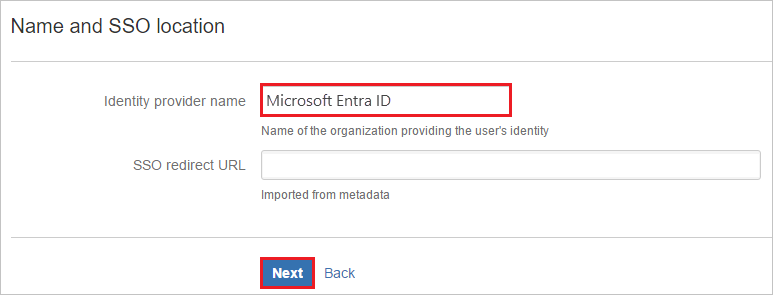 Name and SSO location
Identity provider name Microsoft Entra ID
Name of the organization providing the user's identity
SSO redirect URL
Imported from metadata
Next Back